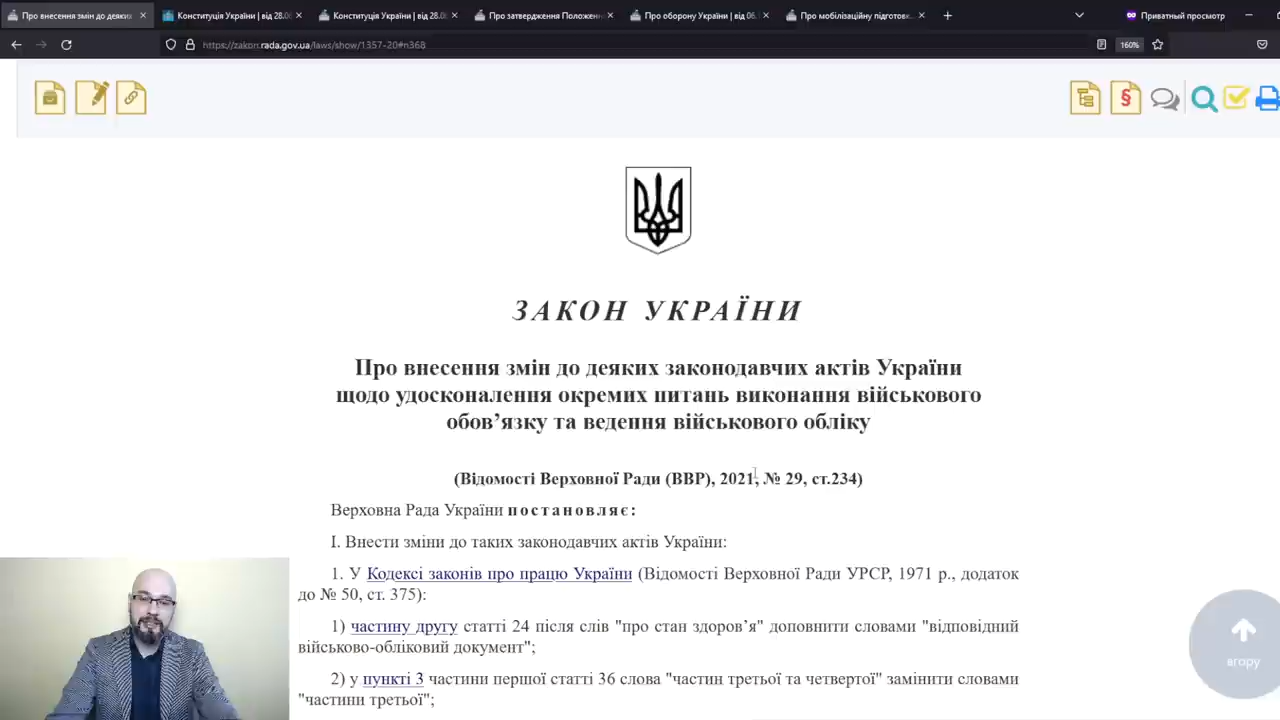 Про внесення змін до деяких
Конституція України | від 28.06
Конституція України | від 28.06
Про затвердження Положенн
Про оборону України | від 06.
Про мобілізаційну підготовк
Приватный просмотр
https://zakon.rada.gov.ua/laws/show/1357-20#n368
160%
ЗАКОН УКРАЇНИ
Про внесення змін до деяких законодавчих актів України
щодо удосконалення окремих питань виконання військового
обов’язку та ведення військового обліку
(Відомості Верховної Ради (ВВР), 2021, № 29, ст.234)
Верховна Рада України постановляє:
I. Внести зміни до таких законодавчих актів України:
1. У Кодексі законів про працю України (Відомості Верховної Ради УРСР, 1971 р., додаток
до № 50, ст. 375):
1) частину другу статті 24 після слів "про стан здоров’я" доповнити словами "відповідний
військово-обліковий документ";
2) у пункті 3 частини першої статті 36 слова "частин третьої та четвертої" замінити словами
"частини третьої";
вгору